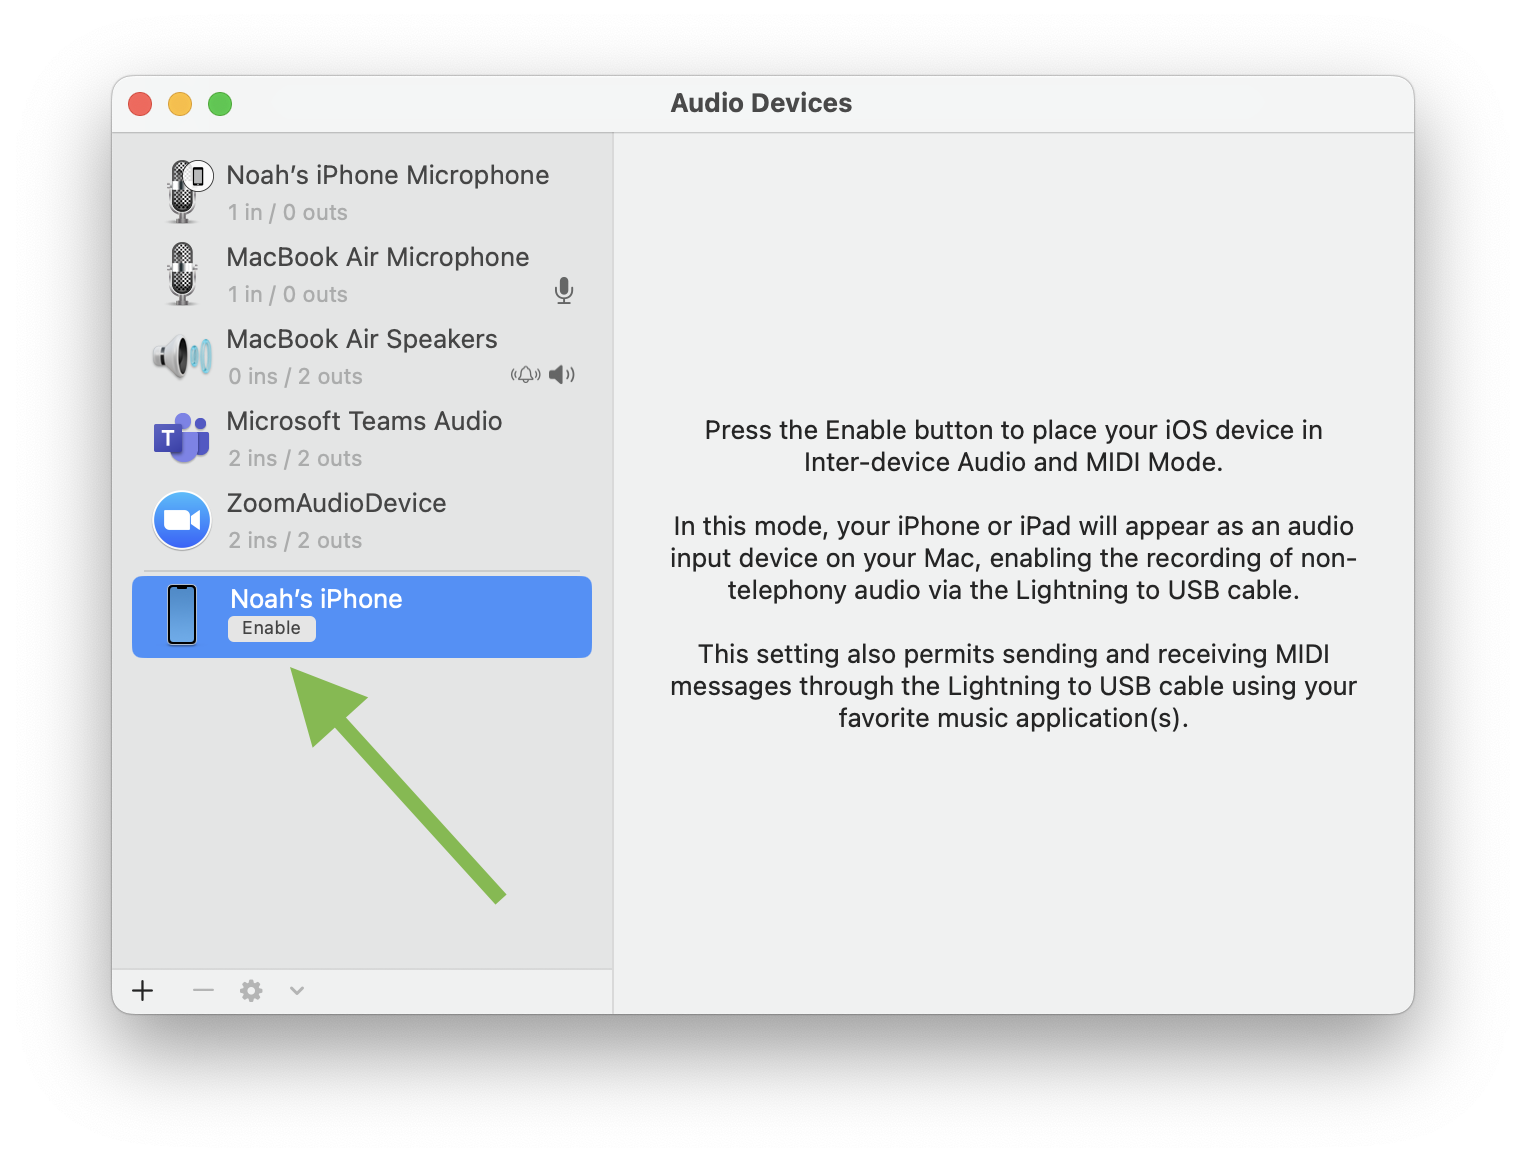 Audio Devices
Noah’s iPhone Microphone
1 in / 0 outs
MacBook Air Microphone
1 in / 0 outs
MacBook Air Speakers
0 ins / 2 outs
Microsoft Teams Audio
2 ins / 2 outs
T
ZoomAudioDevice
2 ins / 2 outs
Noah’s iPhone
Enable
Press the Enable button to place your iOS device in
Inter-device Audio and MIDI Mode.
In this mode, your iPhone or iPad will appear as an audio
input device on your Mac, enabling the recording of non-
telephony audio via the Lightning to USB cable.
This setting also permits sending and receiving MIDI
messages through the Lightning to USB cable using your
favorite music application(s).